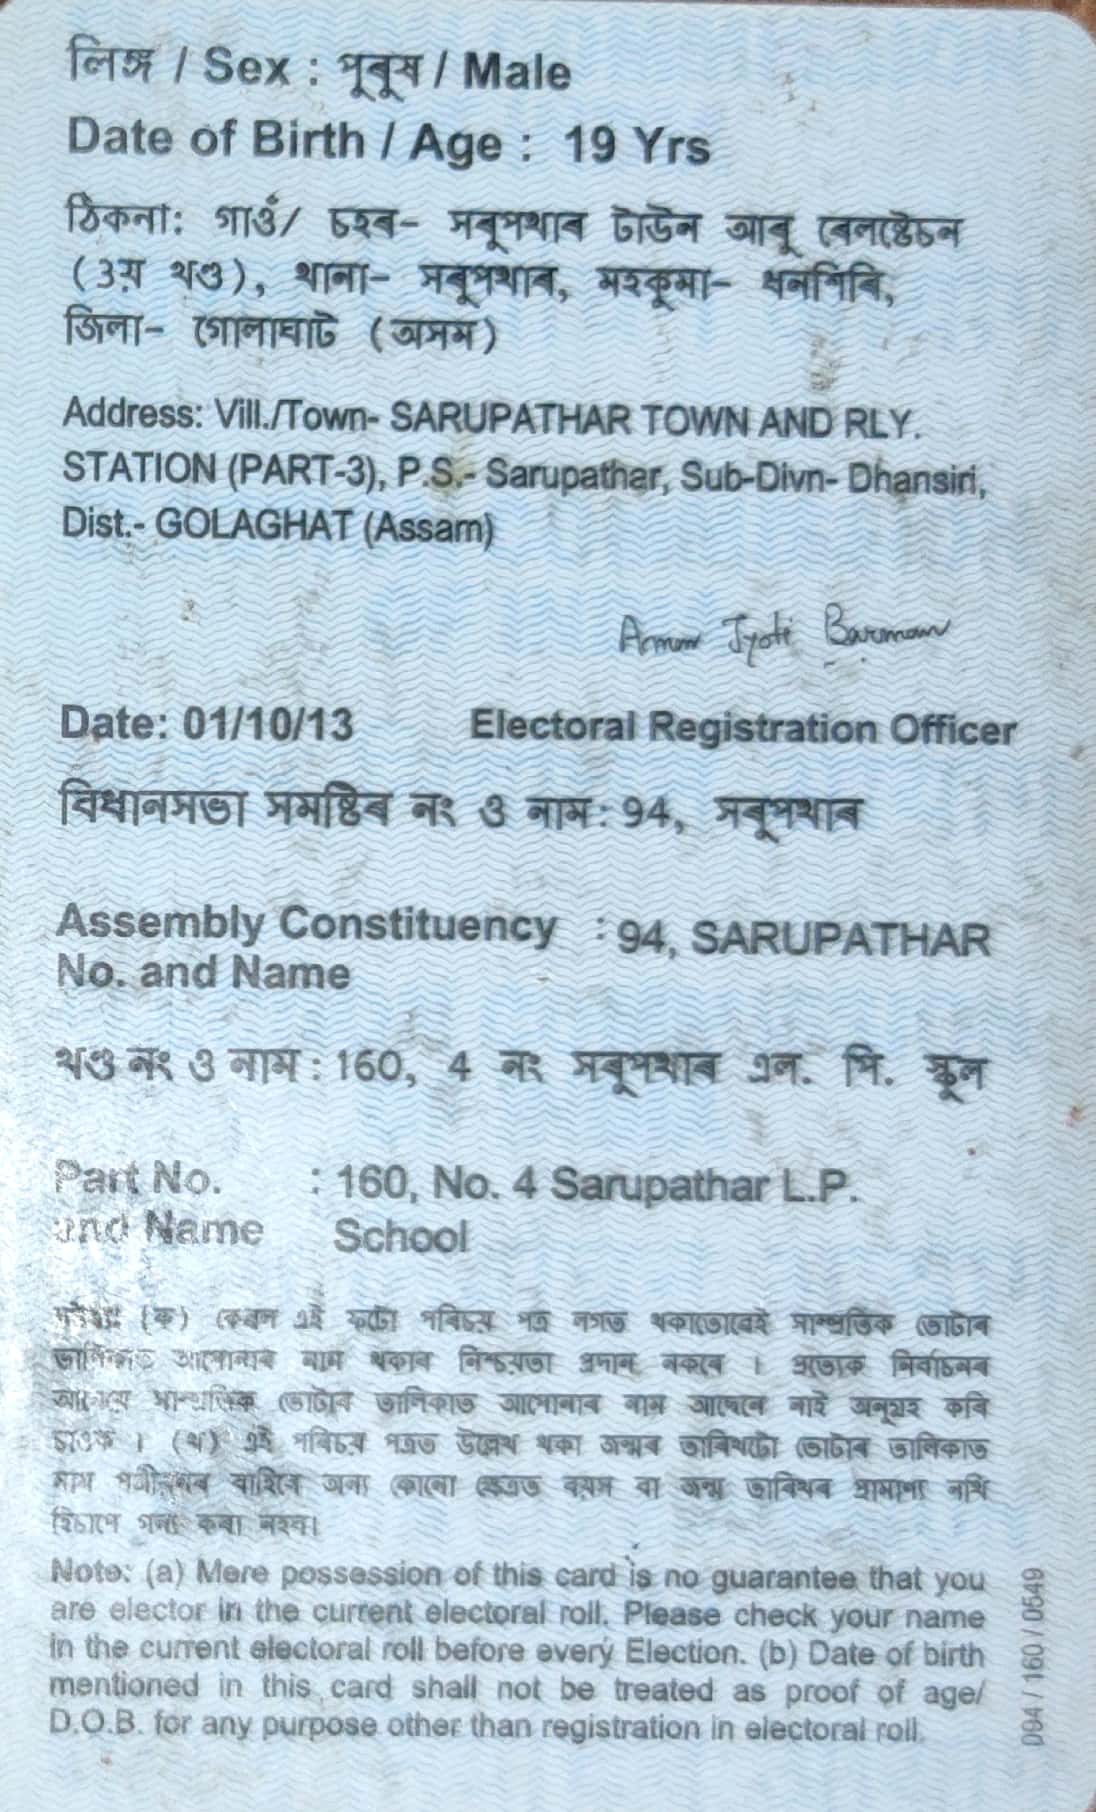 লিঙ্গ / Sex : পুৰুষ / Male
Date of Birth / Age : 19 Yrs
ঠিকনা: গাওঁ/ চহৰ- সৰুপথাৰ টাউন আৰু ৰেলষ্টেচন
(3য় খণ্ড), থানা- সৰুপথাৰ, মহকুমা- ধনশিৰি,
জিলা- গোলাঘাট (অসম)
Address: Vill./Town- SARUPATHAR TOWN AND RLY.
STATION (PART-3), P.S.- Sarupathar, Sub-Divn- Dhansiri,
Dist.- GOLAGHAT (Assam)
Jyoti Barman
Date: 01/10/13 Electoral Registration Officer
বিধানসভা সমষ্টিৰ নং ও নাম: 94, সৰুপথাৰ
Assembly Constituency : 94, SARUPATHAR
No. and Name
খণ্ড নং ও নাম : 160, 4 নং সৰুপথাৰ এল. পি. স্কুল
Part No. : 160, No. 4 Sarupathar L.P.
and Name School
(ক) কেৱল এই ফটো পৰিচয় পত্ৰ লগত থকাতোৱেই সাম্প্ৰতিক ভোটাৰ
তালিকাত আপোনাৰ নাম থকাৰ নিশ্চয়তা প্ৰদান নকৰে । প্ৰত্যেক নিৰ্বাচনৰ
আগেয়ে সাম্প্ৰতিক ভোটাৰ তালিকাত আপোনাৰ নাম আছেনে নাই অনুগ্ৰহ কৰি
চাওক । (খ) এই পৰিচয় পত্ৰত উল্লেখ থকা জন্মৰ তাৰিখটো ভোটাৰ তালিকাত
নাম পঞ্জীয়নৰ বাহিৰে অন্য কোনো ক্ষেত্ৰত বয়স বা জন্ম তাৰিখৰ প্ৰামাণ্য নথি
হিচাপে গণ্য কৰা নহব।
Note: (a) Mere possession of this card is no guarantee that you
are elector in the current electoral roll. Please check your name
in the current electoral roll before every Election. (b) Date of birth
mentioned in this card shall not be treated as proof of age/
D.O.B. for any purpose other than registration in electoral roll.
094 / 160 / 0549